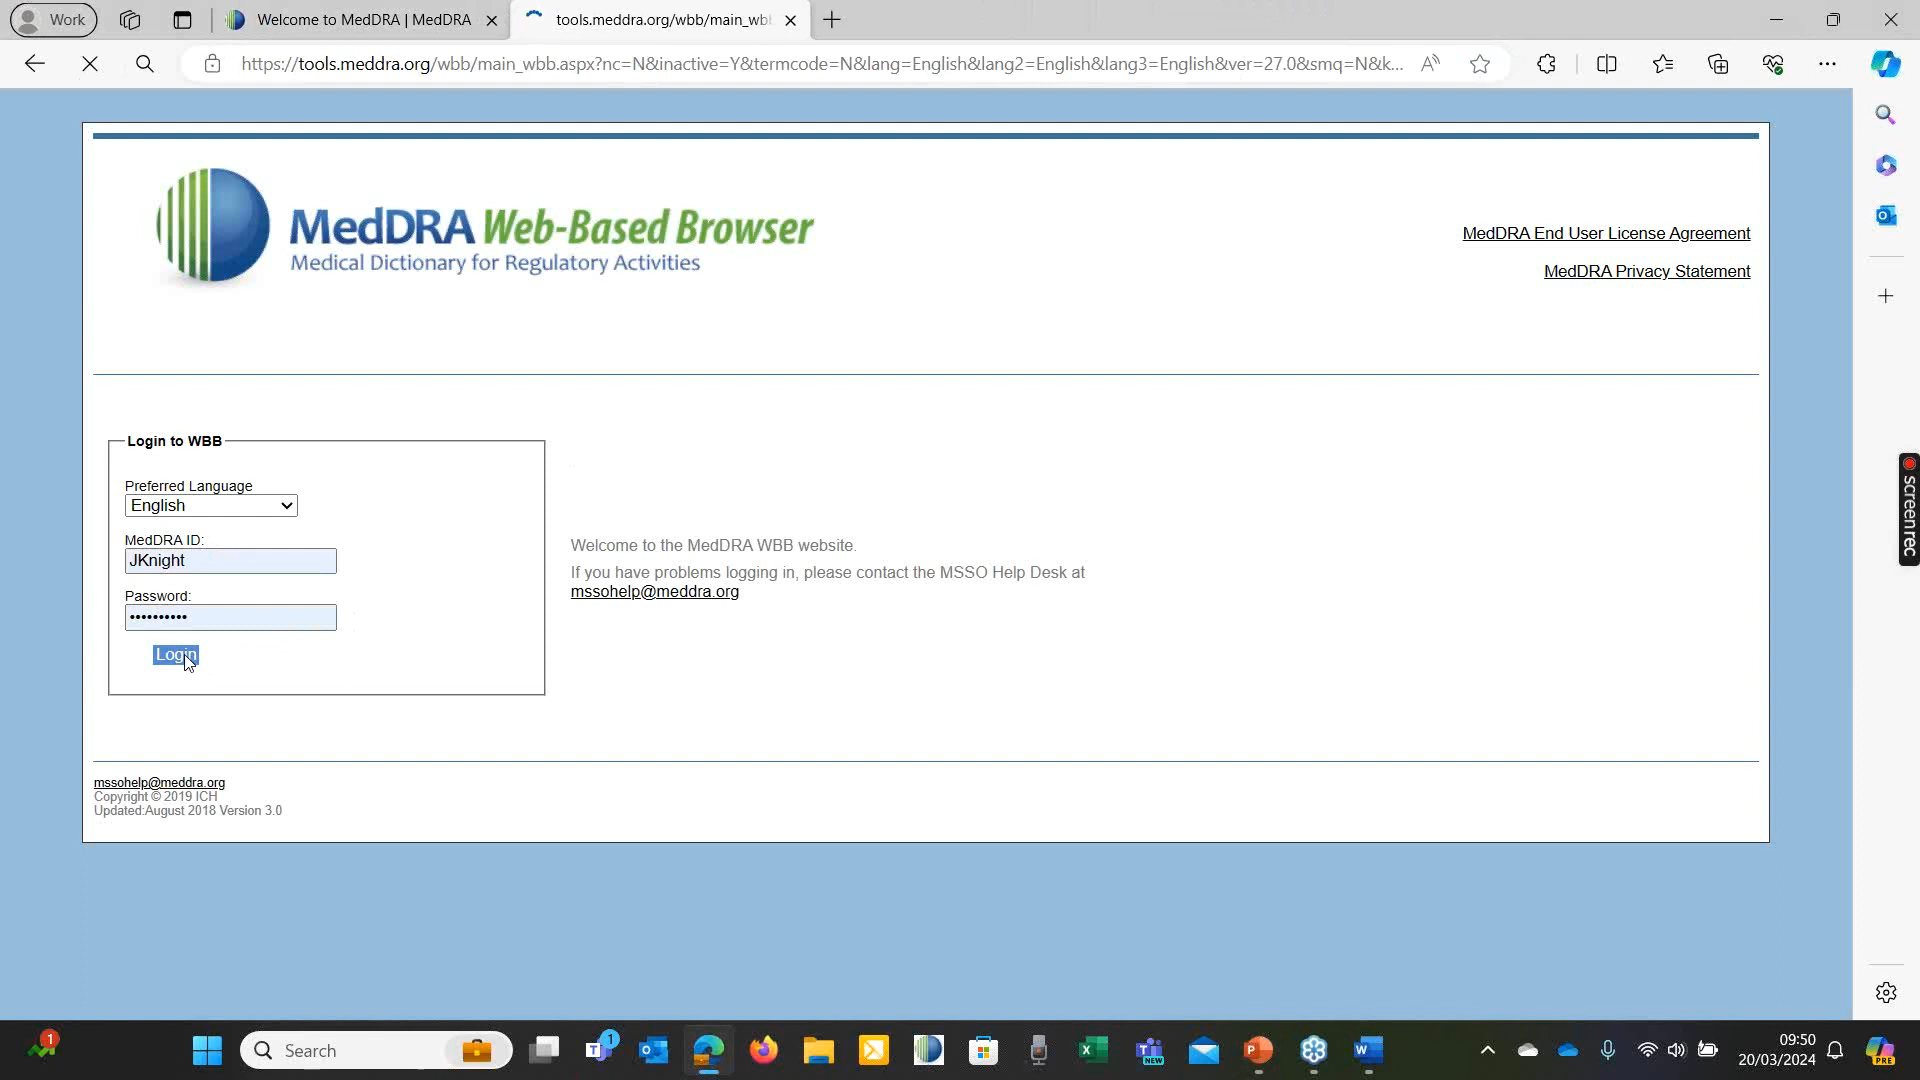 Work
Welcome to MedDRA | MedDRA
tools.meddra.org/wbb/main_wbb
https://tools.meddra.org/wbb/main_wbb.aspx?nc=N&inactive=Y&termcode=N&lang=English&lang2=English&lang3=English&ver=27.0&smq=N&k...
MedDRA Web-Based Browser
Medical Dictionary for Regulatory Activities
MedDRA End User License Agreement
MedDRA Privacy Statement
Login to WBB
Preferred Language
English
MedDRA ID:
JKnight
Password:
••••••••••
Login
Welcome to the MedDRA WBB website.
If you have problems logging in, please contact the MSSO Help Desk at
mssohelp@meddra.org
mssohelp@meddra.org
Copyright © 2019 ICH
Updated:August 2018 Version 3.0
screenrec
1
Search
1
NEW
09:50
20/03/2024
PRE